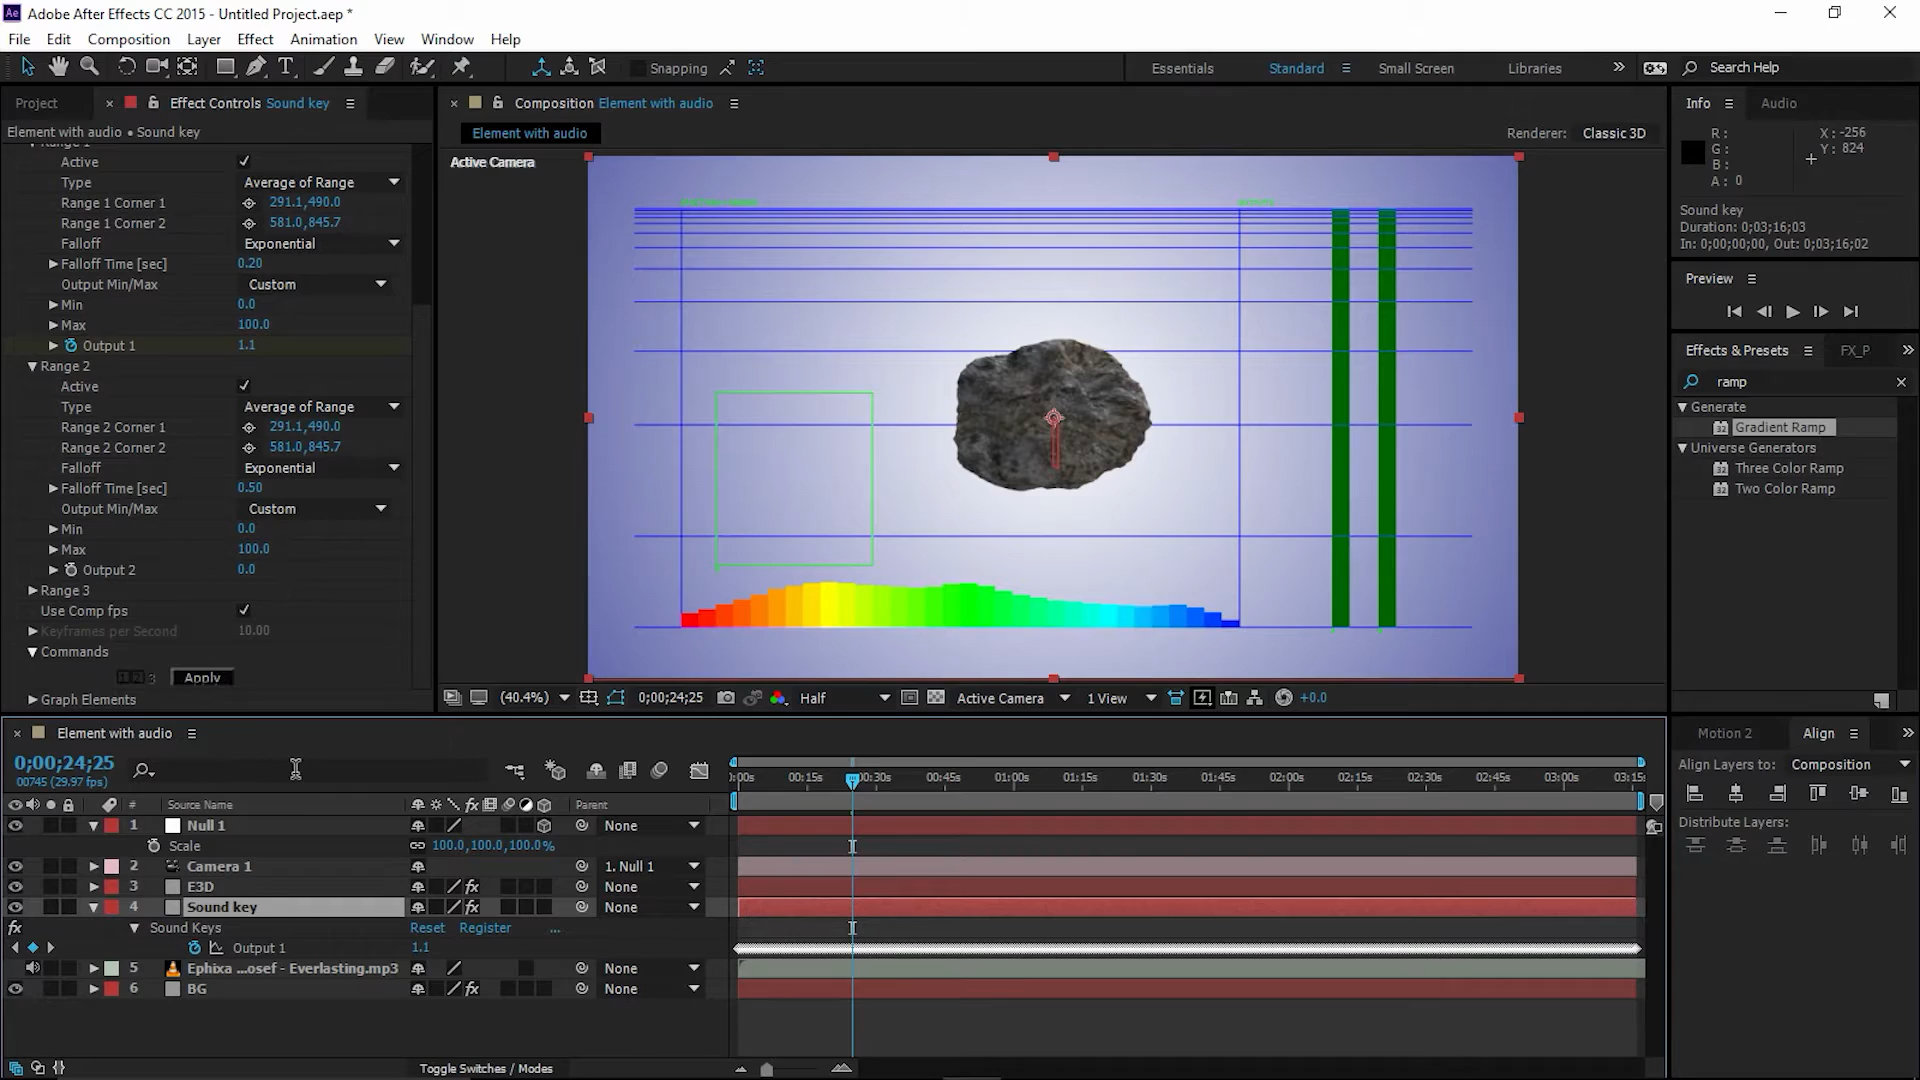 Adobe After Effects CC 2015 - Untitled Project.aep *
File Edit Composition Layer Effect Animation View Window Help
Snapping Essentials Standard Small Screen Libraries Search Help
Project Effect Controls Sound key
Element with audio • Sound key
Range 1
Active
Type Average of Range
Range 1 Corner 1 291.1,490.0
Range 1 Corner 2 581.0,845.7
Falloff Exponential
Falloff Time [sec] 0.20
Output Min/Max Custom
Min 0.0
Max 100.0
Output 1 1.1
Range 2
Active
Type Average of Range
Range 2 Corner 1 291.1,490.0
Range 2 Corner 2 581.0,845.7
Falloff Exponential
Falloff Time [sec] 0.50
Output Min/Max Custom
Min 0.0
Max 100.0
Output 2 0.0
Range 3
Use Comp fps
Keyframes per Second 10.00
Commands
1 2 3 Apply
Graph Elements
Composition Element with audio
Element with audio
Renderer: Classic 3D
Active Camera
(40.4%) 0;00;24;25 Half Active Camera 1 View +0.0
Info Audio
R: X: -256
G: Y: 824
B:
A: 0
Sound key
Duration: 0;03;16;03
In: 0;00;00;00, Out: 0;03;16;02
Preview
Effects & Presets FX_P
ramp
Generate
Gradient Ramp
Universe Generators
Three Color Ramp
Two Color Ramp
Motion 2 Align
Align Layers to: Composition
Distribute Layers:
Element with audio
0;00;24;25
00745 (29.97 fps)
:00s 00:15s 00:30s 00:45s 01:00s 01:15s 01:30s 01:45s 02:00s 02:15s 02:30s 02:45s 03:00s 03:15s
# Source Name fx Parent
1 Null 1 None
Scale 100.0,100.0,100.0%
2 Camera 1 1. Null 1
3 E3D fx None
4 Sound key fx None
fx Sound Keys Reset Register ...
Output 1 1.1
5 Ephixa ...osef - Everlasting.mp3 None
6 BG fx None
Toggle Switches / Modes